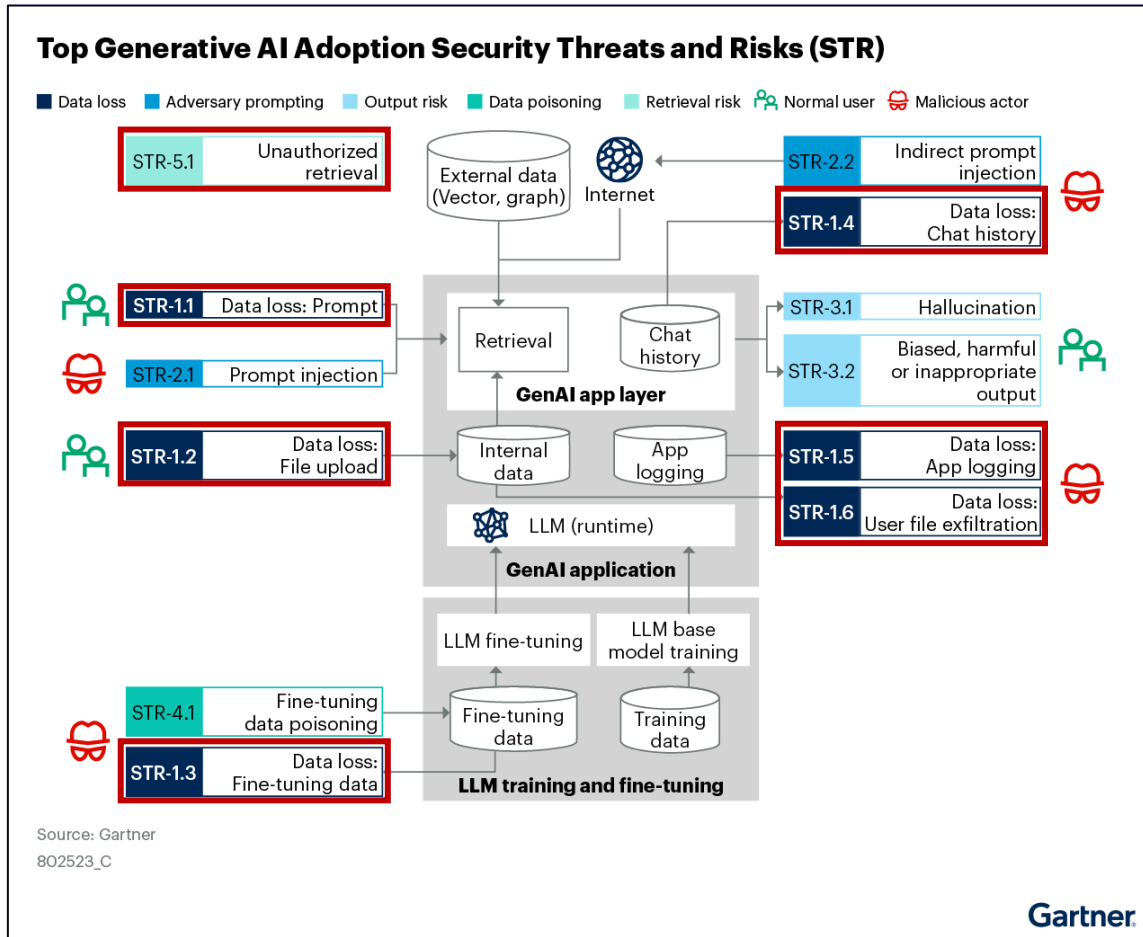 Top Generative AI Adoption Security Threats and Risks (STR)
Data loss
Adversary prompting
Output risk
Data poisoning
Retrieval risk
Normal user
Malicious actor
STR-5.1
Unauthorized
retrieval
External data
(Vector, graph)
Internet
STR-2.2
Indirect prompt
injection
STR-1.4
Data loss:
Chat history
STR-1.1
Data loss: Prompt
STR-2.1
Prompt injection
Retrieval
Chat
history
GenAI app layer
STR-3.1
Hallucination
STR-3.2
Biased, harmful
or inappropriate
output
STR-1.2
Data loss:
File upload
Internal
data
App
logging
STR-1.5
Data loss:
App logging
STR-1.6
Data loss:
User file exfiltration
LLM (runtime)
GenAI application
LLM fine-tuning
LLM base
model training
STR-4.1
Fine-tuning
data poisoning
STR-1.3
Data loss:
Fine-tuning data
Fine-tuning
data
Training
data
LLM training and fine-tuning
Source: Gartner
802523_C
Gartner